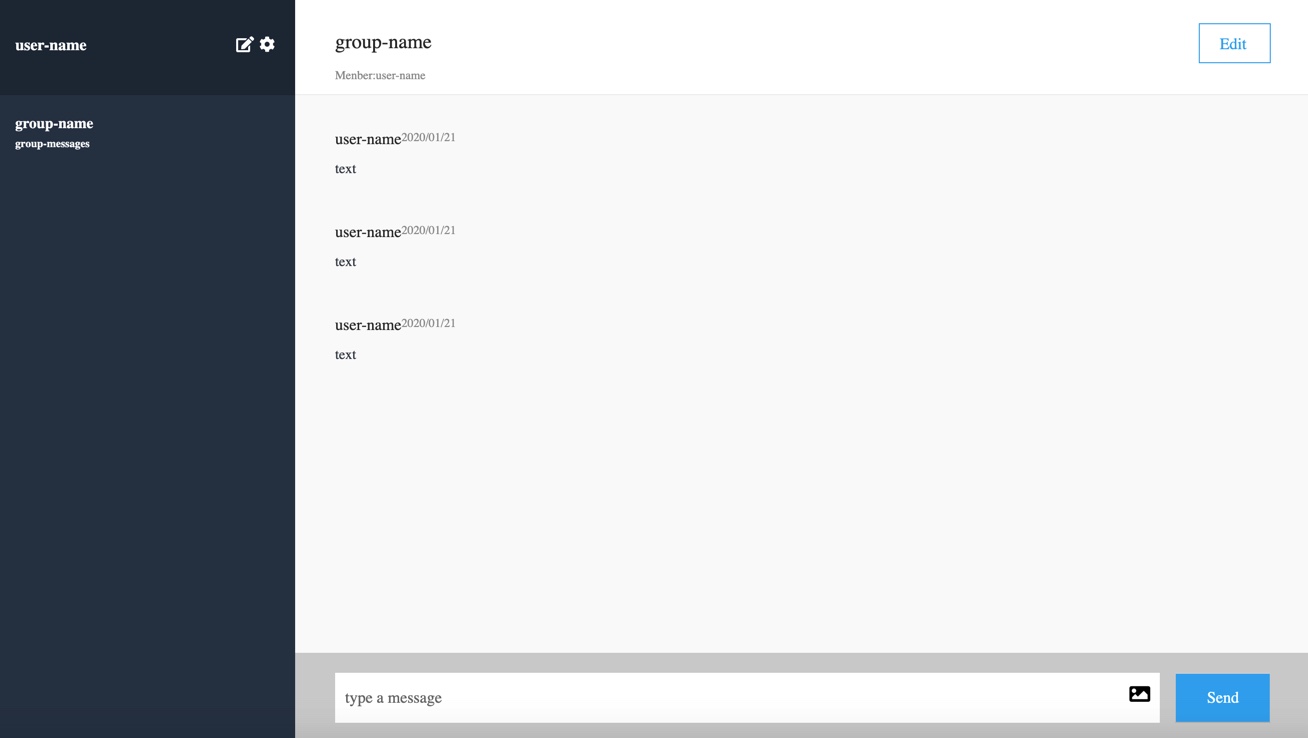 user-name
group-name
group-messages
group-name
Menber:user-name
Edit
user-name2020/01/21
text
user-name2020/01/21
text
user-name2020/01/21
text
type a message
Send